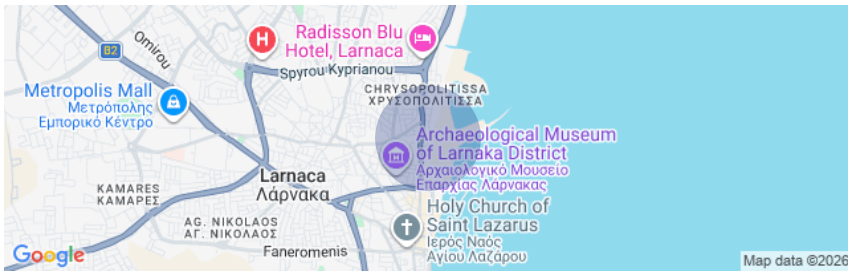 Radisson Blu
Hotel, Larnaca
Omirou
B2
Spyrou Kyprianou
CHRYSOPOLITISSA
ΧΡΥΣΟΠΟΛΙΤΙΣΣΑ
Metropolis Mall
Μετρόπολης
Εμπορικό Κέντρο
Archaeological Museum
of Larnaka District
Αρχαιολογικό Μουσείο
Επαρχίας Λάρνακας
Larnaca
Λάρνακα
KAMARES
ΚΑΜΑΡΕΣ
AG. NIKOLAOS
ΑΓ. ΝΙΚΟΛΑΟΣ
Holy Church of
Saint Lazarus
Ιερός Ναός
Αγίου Λαζάρου
Faneromenis
Google
Map data ©2026